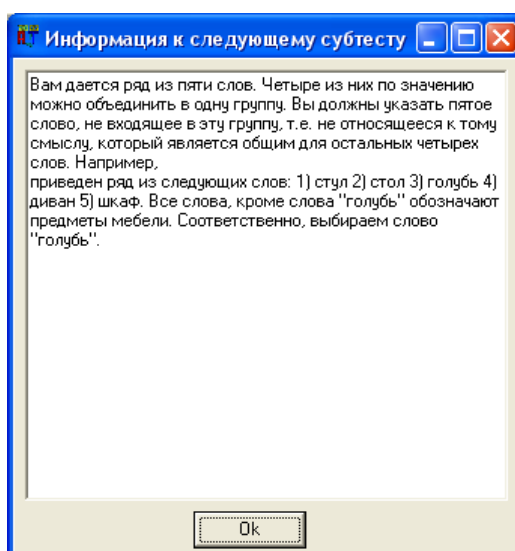 Информация к следующему субтесту
Вам дается ряд из пяти слов. Четыре из них по значению
можно объединить в одну группу. Вы должны указать пятое
слово, не входящее в эту группу, т.е. не относящееся к тому
смыслу, который является общим для остальных четырех
слов. Например,
приведен ряд из следующих слов: 1) стул 2) стол 3) голубь 4)
диван 5) шкаф. Все слова, кроме слова "голубь" обозначают
предметы мебели. Соответственно, выбираем слово
"голубь".
Ok